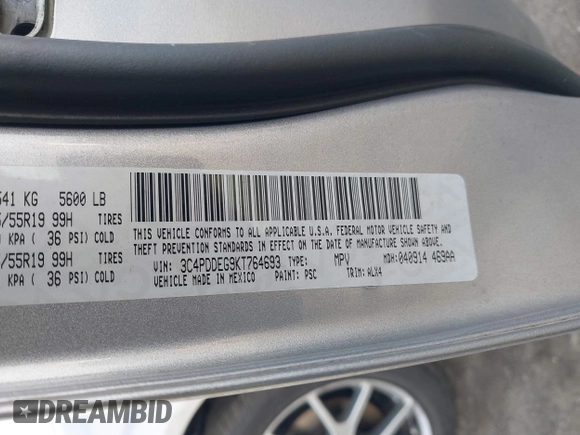 541 KG 5600 LB
/55R19 99H TIRES
KPA ( 36 PSI) COLD
/55R19 99H TIRES
KPA ( 36 PSI) COLD
THIS VEHICLE CONFORMS TO ALL APPLICABLE U.S.A. FEDERAL MOTOR VEHICLE SAFETY AND
THEFT PREVENTION STANDARDS IN EFFECT ON THE DATE OF MANUFACTURE SHOWN ABOVE.
VIN: 3C4PDDEG9KT764693 TYPE: MPV MDH: 040914 469AA
VEHICLE MADE IN MEXICO PAINT: PSC TRIM: ALX4
DREAMBID